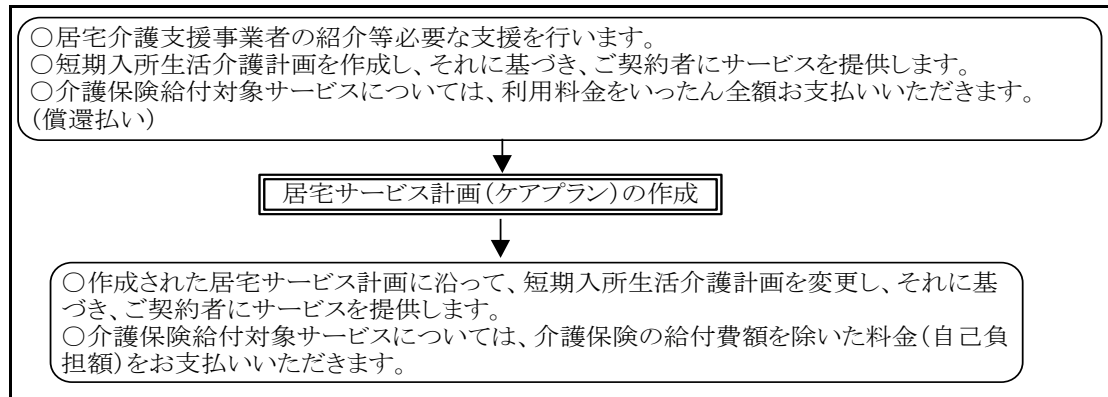 ○居宅介護支援事業者の紹介等必要な支援を行います。
○短期入所生活介護計画を作成し、それに基づき、ご契約者にサービスを提供します。
○介護保険給付対象サービスについては、利用料金をいったん全額お支払いいただきます。
(償還払い)
居宅サービス計画(ケアプラン)の作成
○作成された居宅サービス計画に沿って、短期入所生活介護計画を変更し、それに基
づき、ご契約者にサービスを提供します。
○介護保険給付対象サービスについては、介護保険の給付費額を除いた料金(自己負
担額)をお支払いいただきます。